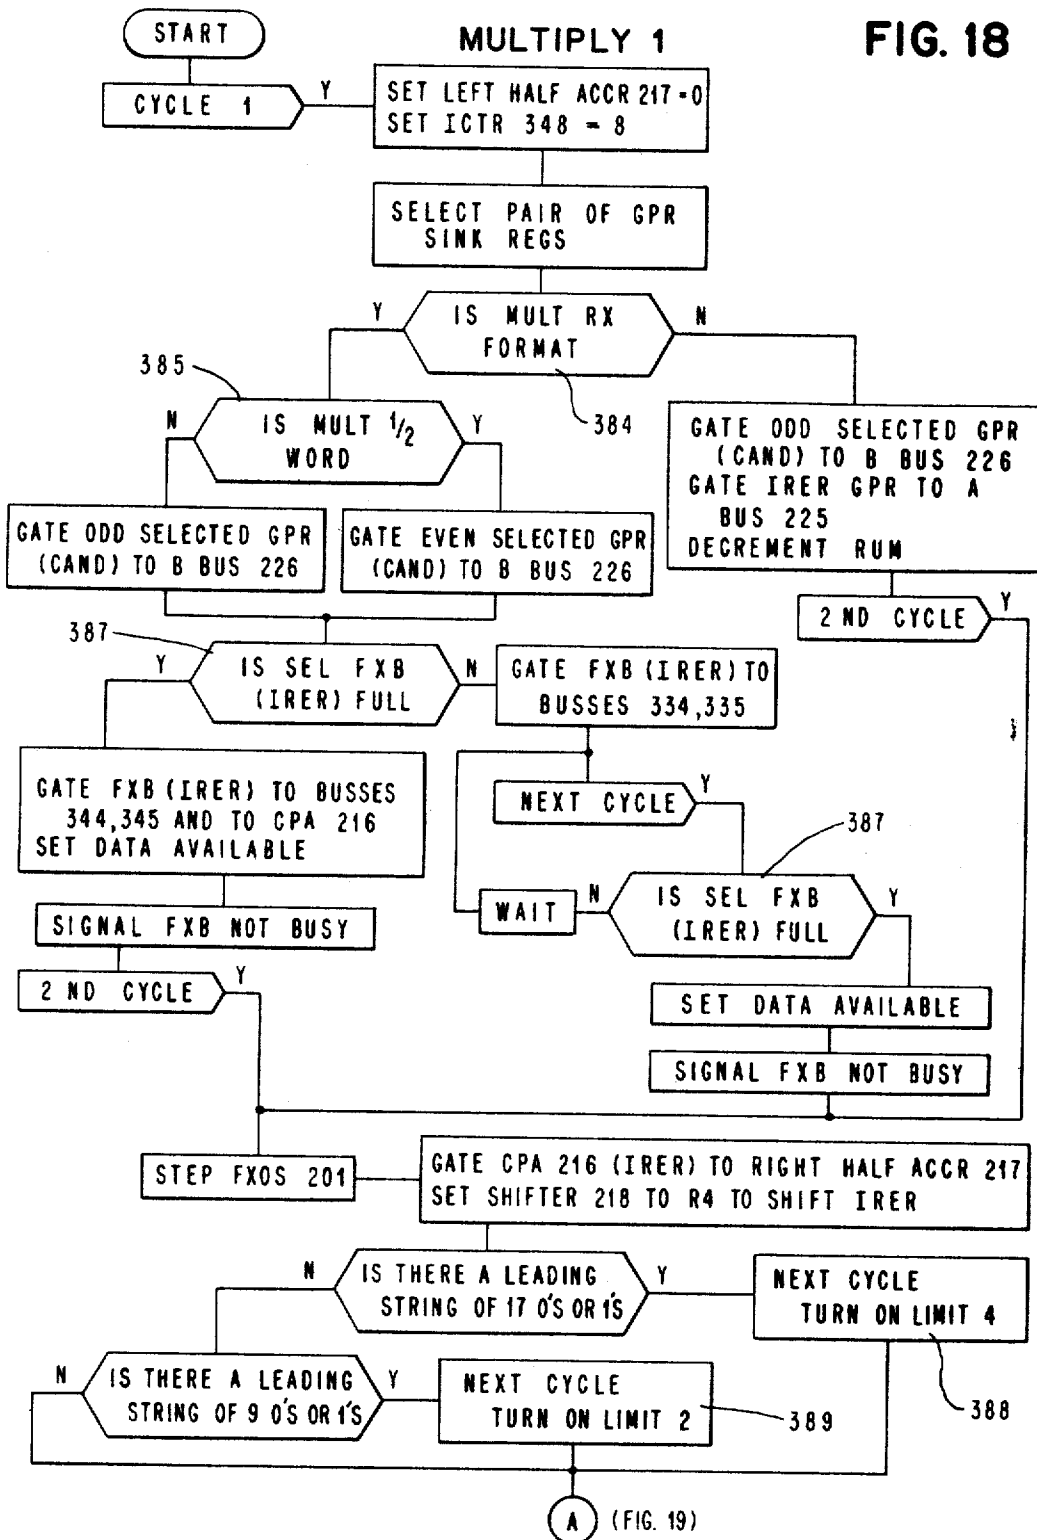 START
MULTIPLY 1
FIG. 18
CYCLE 1
Y
SET LEFT HALF ACCR 217=0
SET ICTR 348 = 8
SELECT PAIR OF GPR
SINK REGS
Y
IS MULT RX
FORMAT
N
384
385
N
IS MULT 1/2
WORD
Y
GATE ODD SELECTED GPR
(CAND) TO B BUS 226
GATE IRER GPR TO A
BUS 225
DECREMENT RUM
GATE ODD SELECTED GPR
(CAND) TO B BUS 226
GATE EVEN SELECTED GPR
(CAND) TO B BUS 226
2 ND CYCLE
Y
387
Y
IS SEL FXB
(IRER) FULL
N
GATE FXB (IRER) TO
BUSSES 334,335
GATE FXB (IRER) TO BUSSES
344,345 AND TO CPA 216
SET DATA AVAILABLE
NEXT CYCLE
Y
387
WAIT
N
IS SEL FXB
(IRER) FULL
Y
SIGNAL FXB NOT BUSY
2 ND CYCLE
Y
SET DATA AVAILABLE
SIGNAL FXB NOT BUSY
STEP FXOS 201
GATE CPA 216 (IRER) TO RIGHT HALF ACCR 217
SET SHIFTER 218 TO R4 TO SHIFT IRER
N
IS THERE A LEADING
STRING OF 17 0'S OR 1'S
Y
NEXT CYCLE
TURN ON LIMIT 4
388
N
IS THERE A LEADING
STRING OF 9 0'S OR 1'S
Y
NEXT CYCLE
TURN ON LIMIT 2
389
A
(FIG. 19)